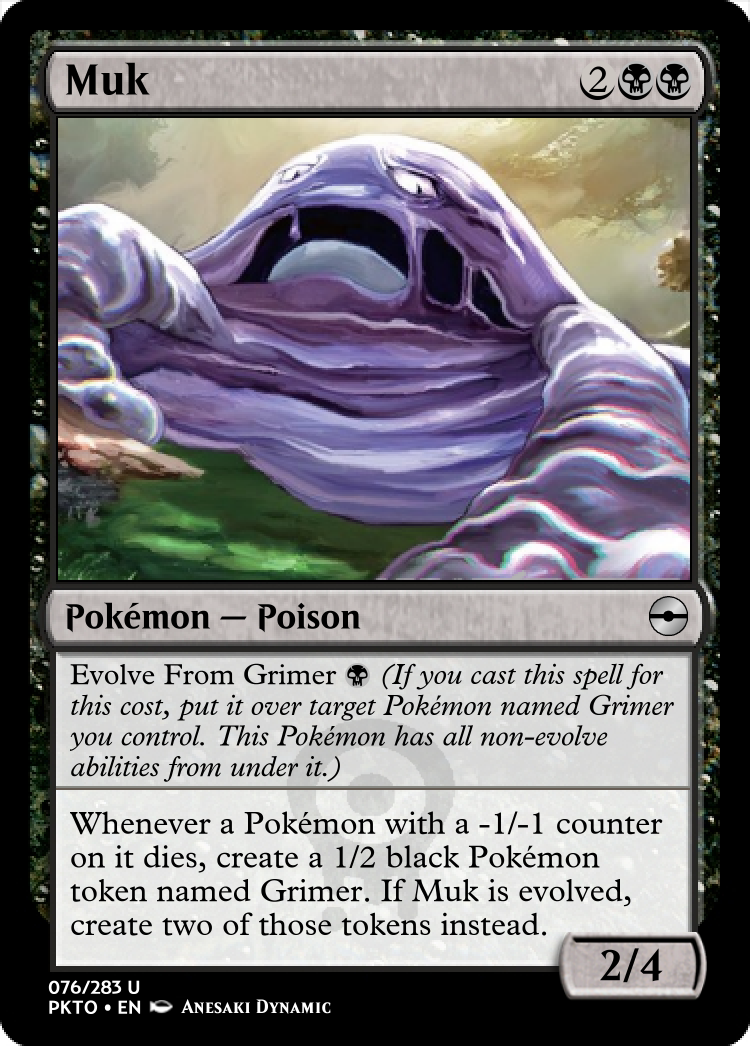 Muk 2
Pokémon — Poison
Evolve From Grimer (If you cast this spell for
this cost, put it over target Pokémon named Grimer
you control. This Pokémon has all non-evolve
abilities from under it.)
Whenever a Pokémon with a -1/-1 counter
on it dies, create a 1/2 black Pokémon
token named Grimer. If Muk is evolved,
create two of those tokens instead.
2/4
076/283 U
PKTO • EN Anesaki Dynamic